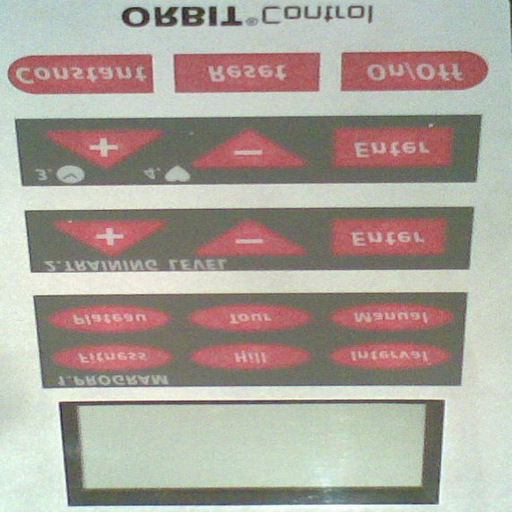 1.PROGRAM
Fitness Hill Interval
Plateau Tour Manual
2.TRAINING LEVEL
+ − Enter
3. 4.
+ − Enter
Constant Reset On/Off
ORBIT® Control